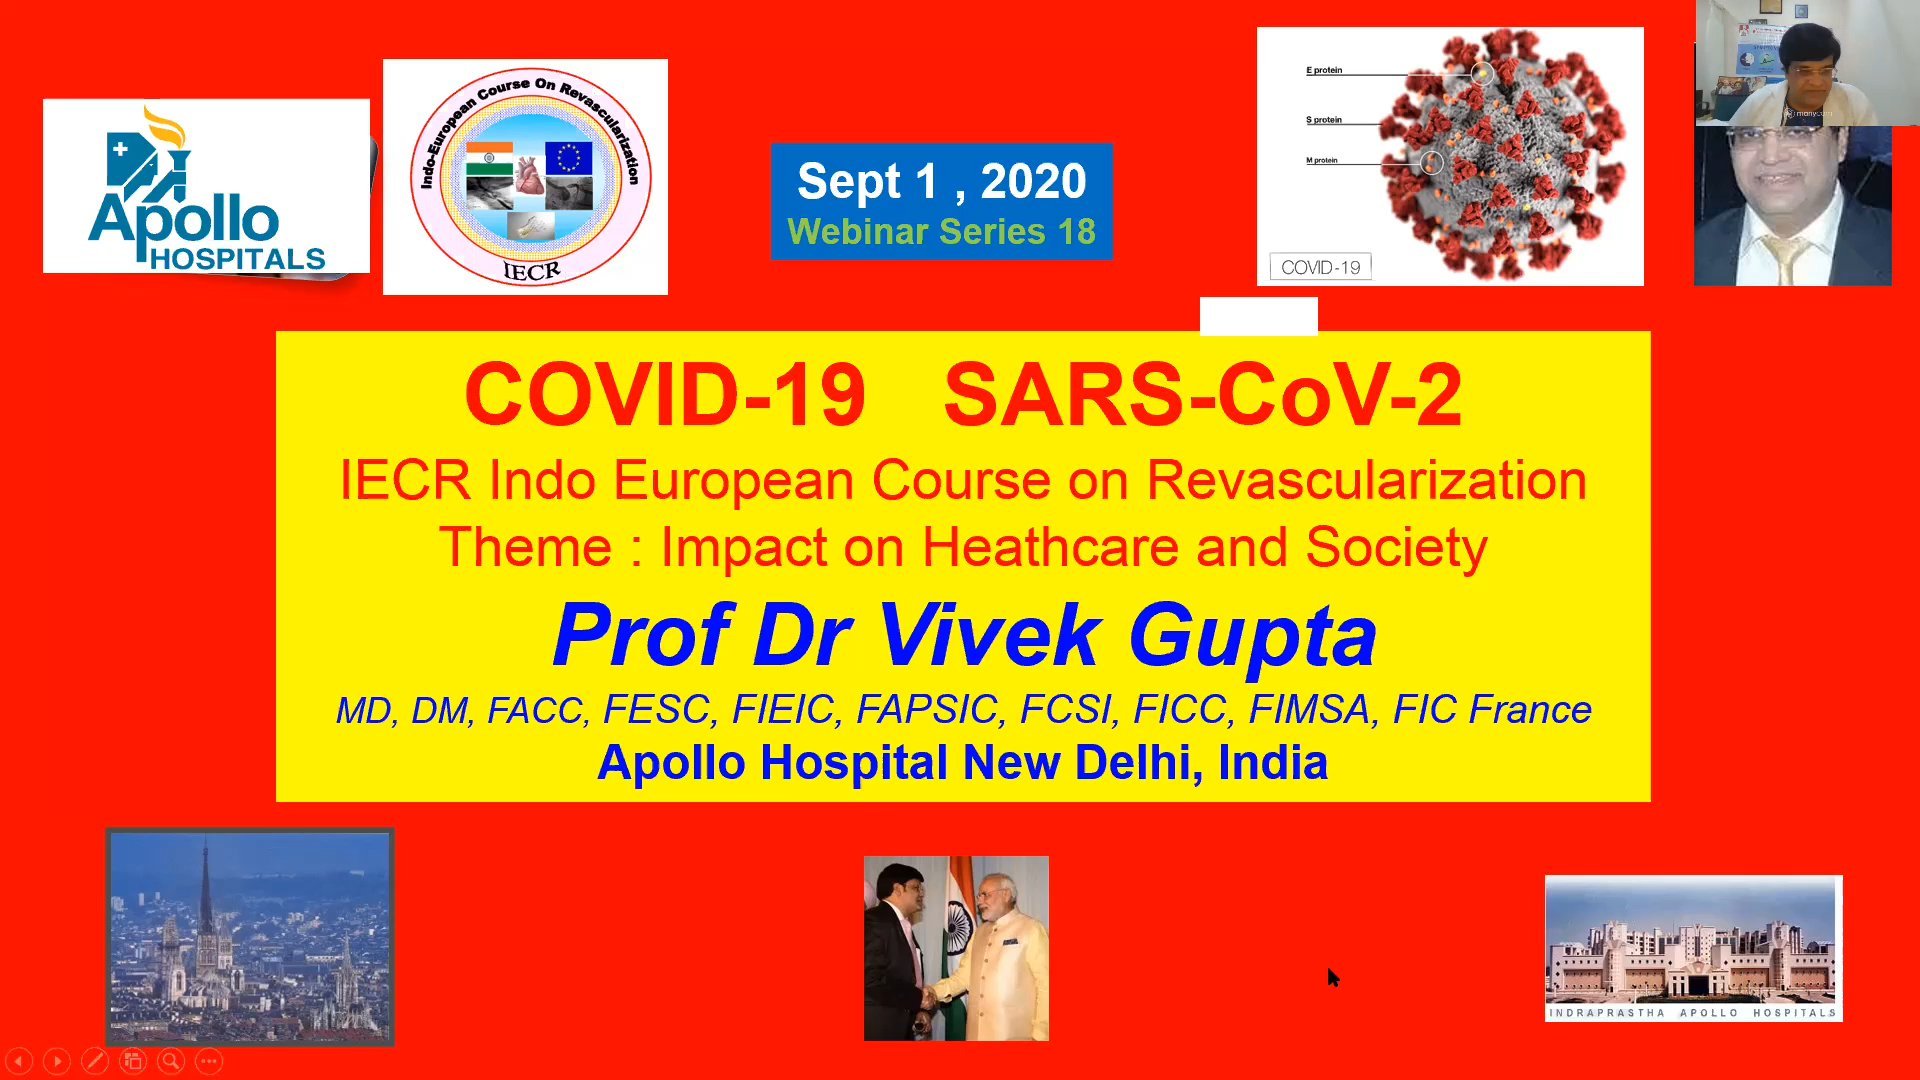 Apollo
HOSPITALS
Indo-European Course On Revascularization
IECR
Sept 1 , 2020
Webinar Series 18
E protein
S protein
M protein
COVID-19
manycam
COVID-19 SARS-CoV-2
IECR Indo European Course on Revascularization
Theme : Impact on Heathcare and Society
Prof Dr Vivek Gupta
MD, DM, FACC, FESC, FIEIC, FAPSIC, FCSI, FICC, FIMSA, FIC France
Apollo Hospital New Delhi, India
INDRAPRASTHA APOLLO HOSPITALS